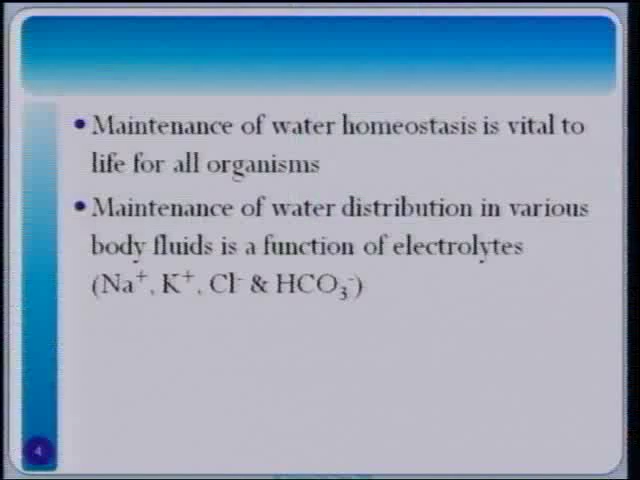 • Maintenance of water homeostasis is vital to
life for all organisms
• Maintenance of water distribution in various
body fluids is a function of electrolytes
(Na⁺, K⁺, Cl⁻ & HCO₃⁻)
4